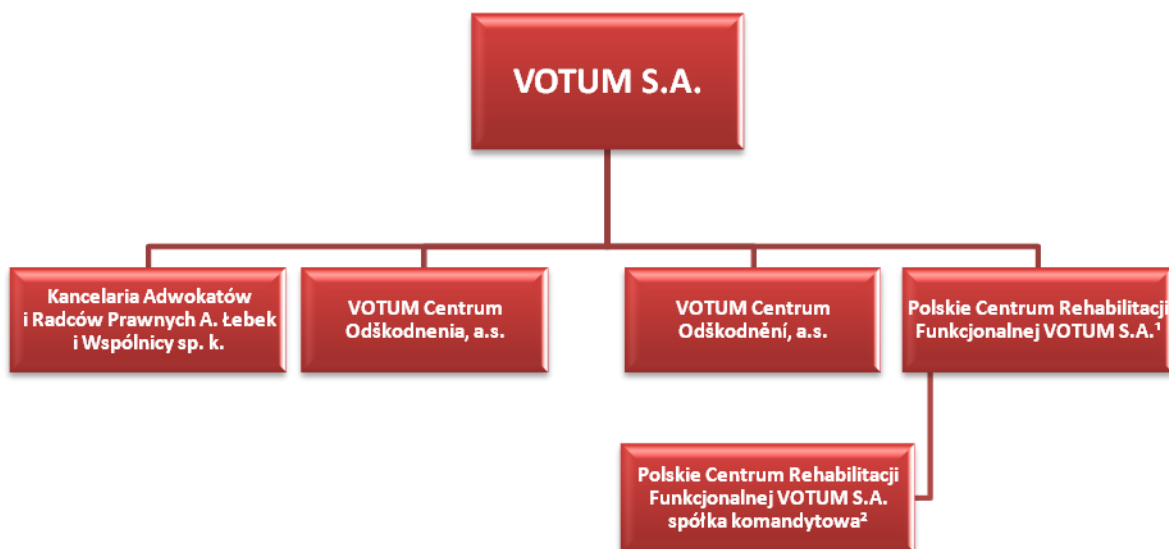 VOTUM S.A.
Kancelaria Adwokatów
i Radców Prawnych A. Łebek
i Wspólnicy sp. k.
VOTUM Centrum
Odškodnenia, a.s.
VOTUM Centrum
Odškodnění, a.s.
Polskie Centrum Rehabilitacji
Funkcjonalnej VOTUM S.A.¹
Polskie Centrum Rehabilitacji
Funkcjonalnej VOTUM S.A.
spółka komandytowa²